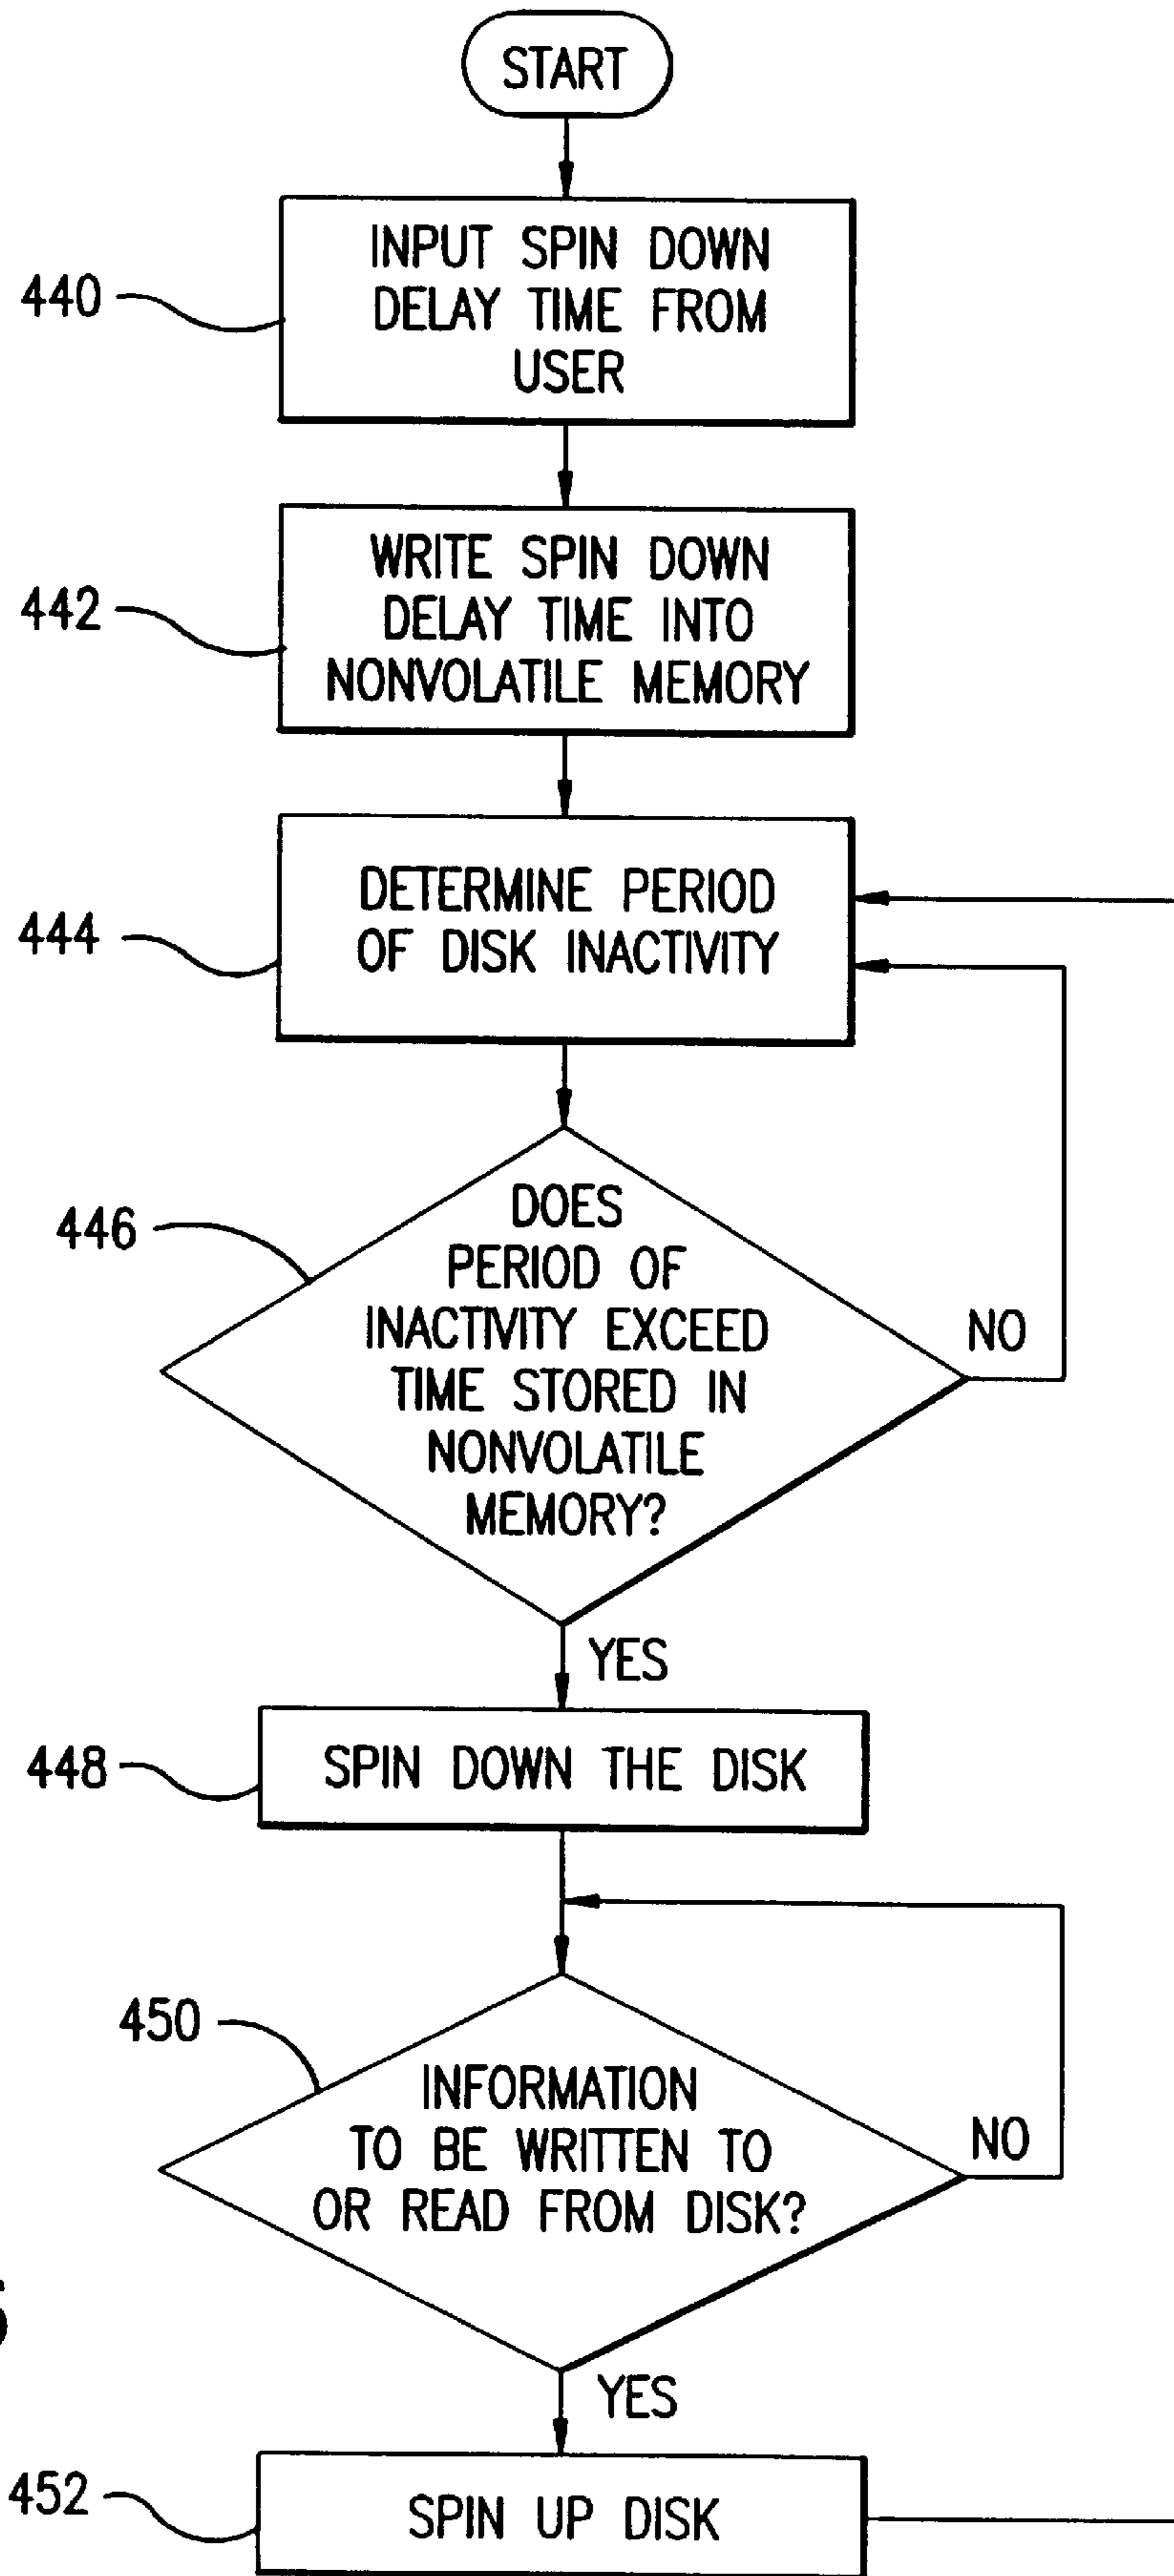 START
440
INPUT SPIN DOWN
DELAY TIME FROM
USER
442
WRITE SPIN DOWN
DELAY TIME INTO
NONVOLATILE MEMORY
444
DETERMINE PERIOD
OF DISK INACTIVITY
446
DOES
PERIOD OF
INACTIVITY EXCEED
TIME STORED IN
NONVOLATILE
MEMORY?
NO
YES
448
SPIN DOWN THE DISK
450
INFORMATION
TO BE WRITTEN TO
OR READ FROM DISK?
NO
YES
452
SPIN UP DISK